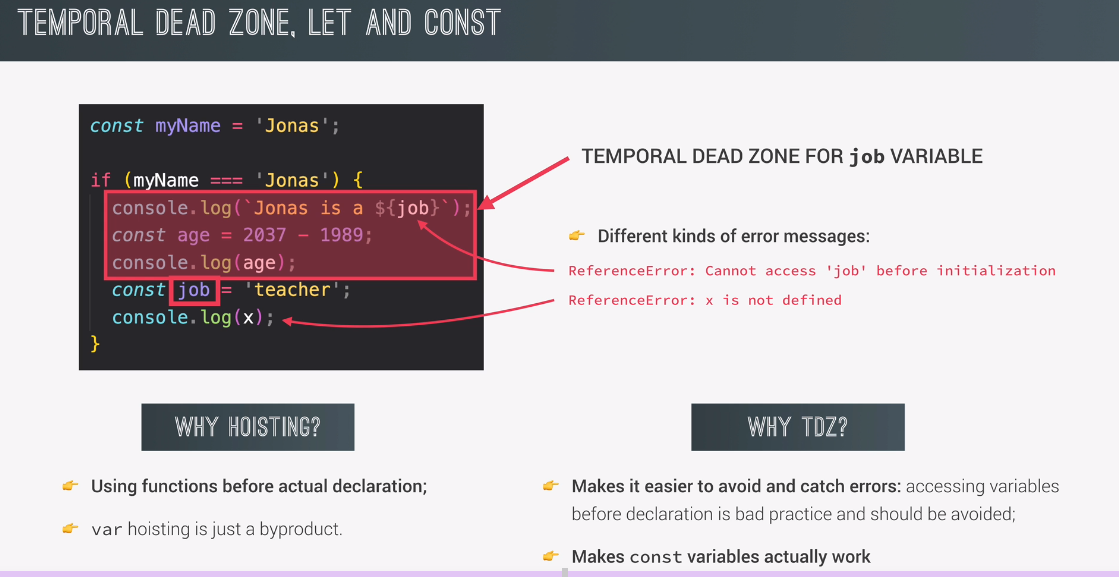 TEMPORAL DEAD ZONE, LET AND CONST
const myName = 'Jonas';
if (myName === 'Jonas') {
console.log(`Jonas is a ${job}`);
const age = 2037 – 1989;
console.log(age);
const job = 'teacher';
console.log(x);
}
TEMPORAL DEAD ZONE FOR job VARIABLE
👉 Different kinds of error messages:
ReferenceError: Cannot access 'job' before initialization
ReferenceError: x is not defined
WHY HOISTING?
👉 Using functions before actual declaration;
👉 var hoisting is just a byproduct.
WHY TDZ?
👉 Makes it easier to avoid and catch errors: accessing variables
before declaration is bad practice and should be avoided;
👉 Makes const variables actually work